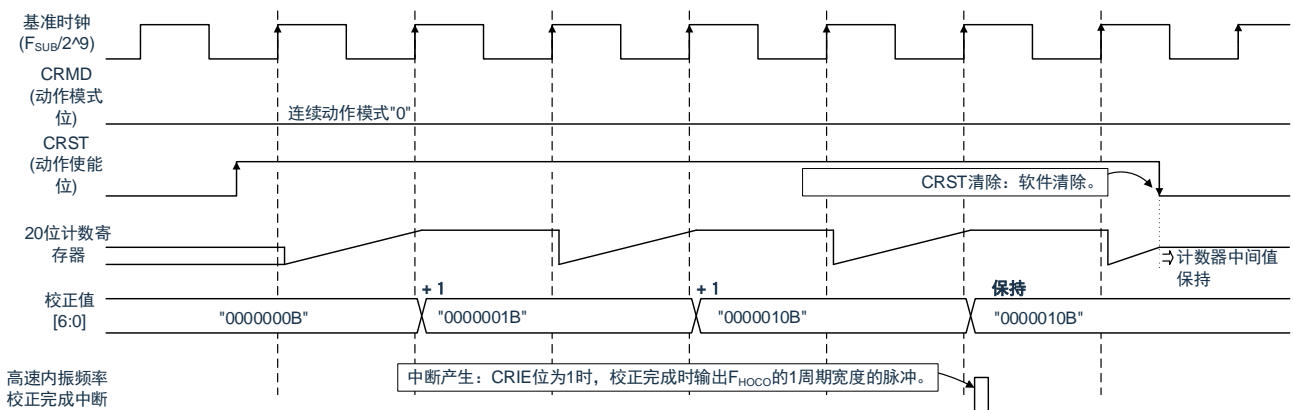 基准时钟
(FSUB/2^9)
CRMD
(动作模式
位)
连续动作模式"0"
CRST
(动作使能
位)
CRST清除：软件清除。
20位计数寄
存器
计数器中间值
保持
校正值
[6:0]
+ 1
+ 1
保持
"0000000B"
"0000001B"
"0000010B"
"0000010B"
高速内振频率
校正完成中断
中断产生：CRIE位为1时，校正完成时输出FHOCO的1周期宽度的脉冲。